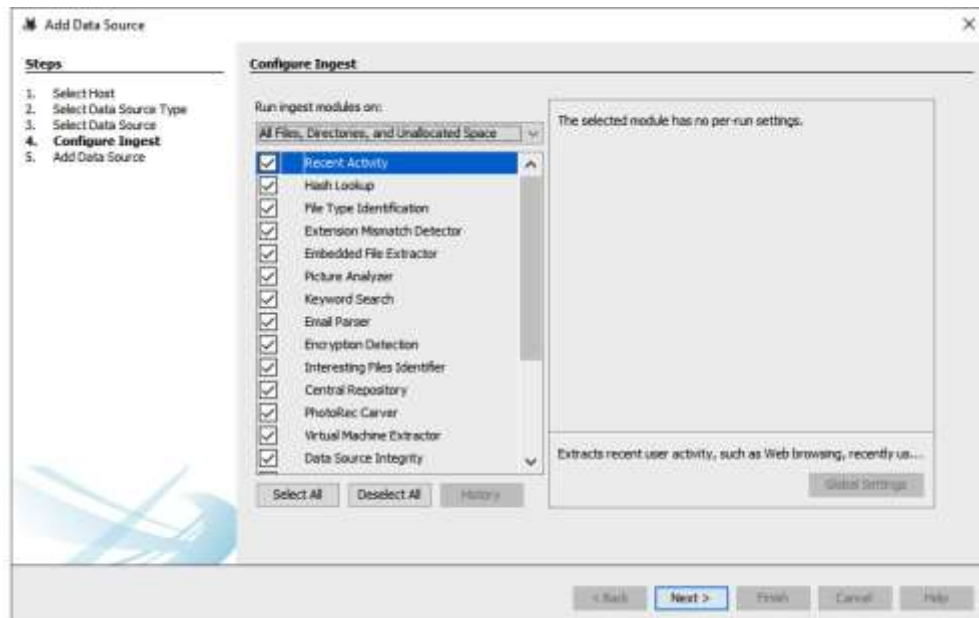 Add Data Source
Steps
1. Select Host
2. Select Data Source Type
3. Select Data Source
4. Configure Ingest
5. Add Data Source
Configure Ingest
Run ingest modules on:
All Files, Directories, and Unallocated Space
Recent Activity
Hash Lookup
File Type Identification
Extension Mismatch Detector
Embedded File Extractor
Picture Analyzer
Keyword Search
Email Parser
Encryption Detection
Interesting Files Identifier
Central Repository
PhotoRec Carver
Virtual Machine Extractor
Data Source Integrity
Select All
Deselect All
History
The selected module has no per-run settings.
Extracts recent user activity, such as Web browsing, recently us...
Global Settings
< Back
Next >
Finish
Cancel
Help